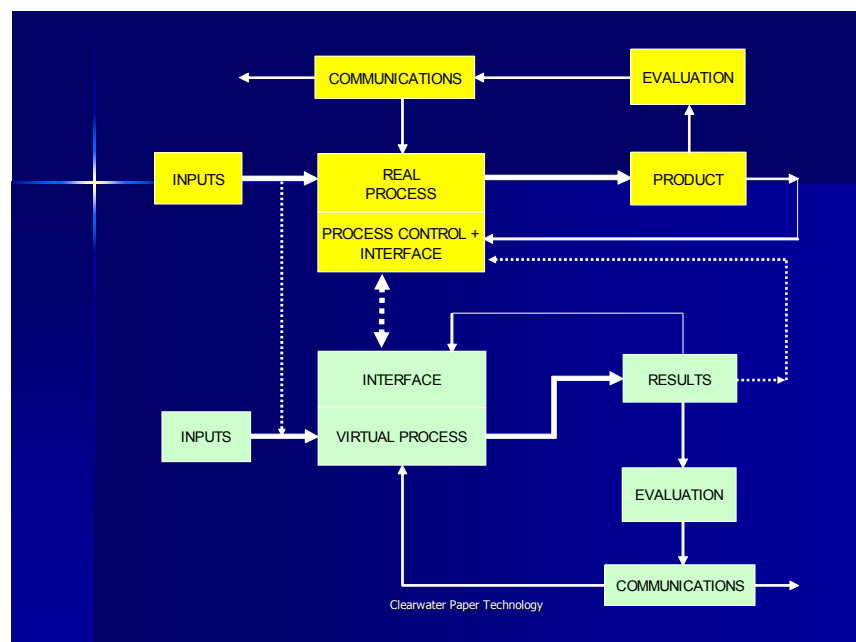 COMMUNICATIONS
EVALUATION
INPUTS
REAL
PROCESS
PRODUCT
PROCESS CONTROL +
INTERFACE
INTERFACE
RESULTS
INPUTS
VIRTUAL PROCESS
EVALUATION
COMMUNICATIONS
Clearwater Paper Technology